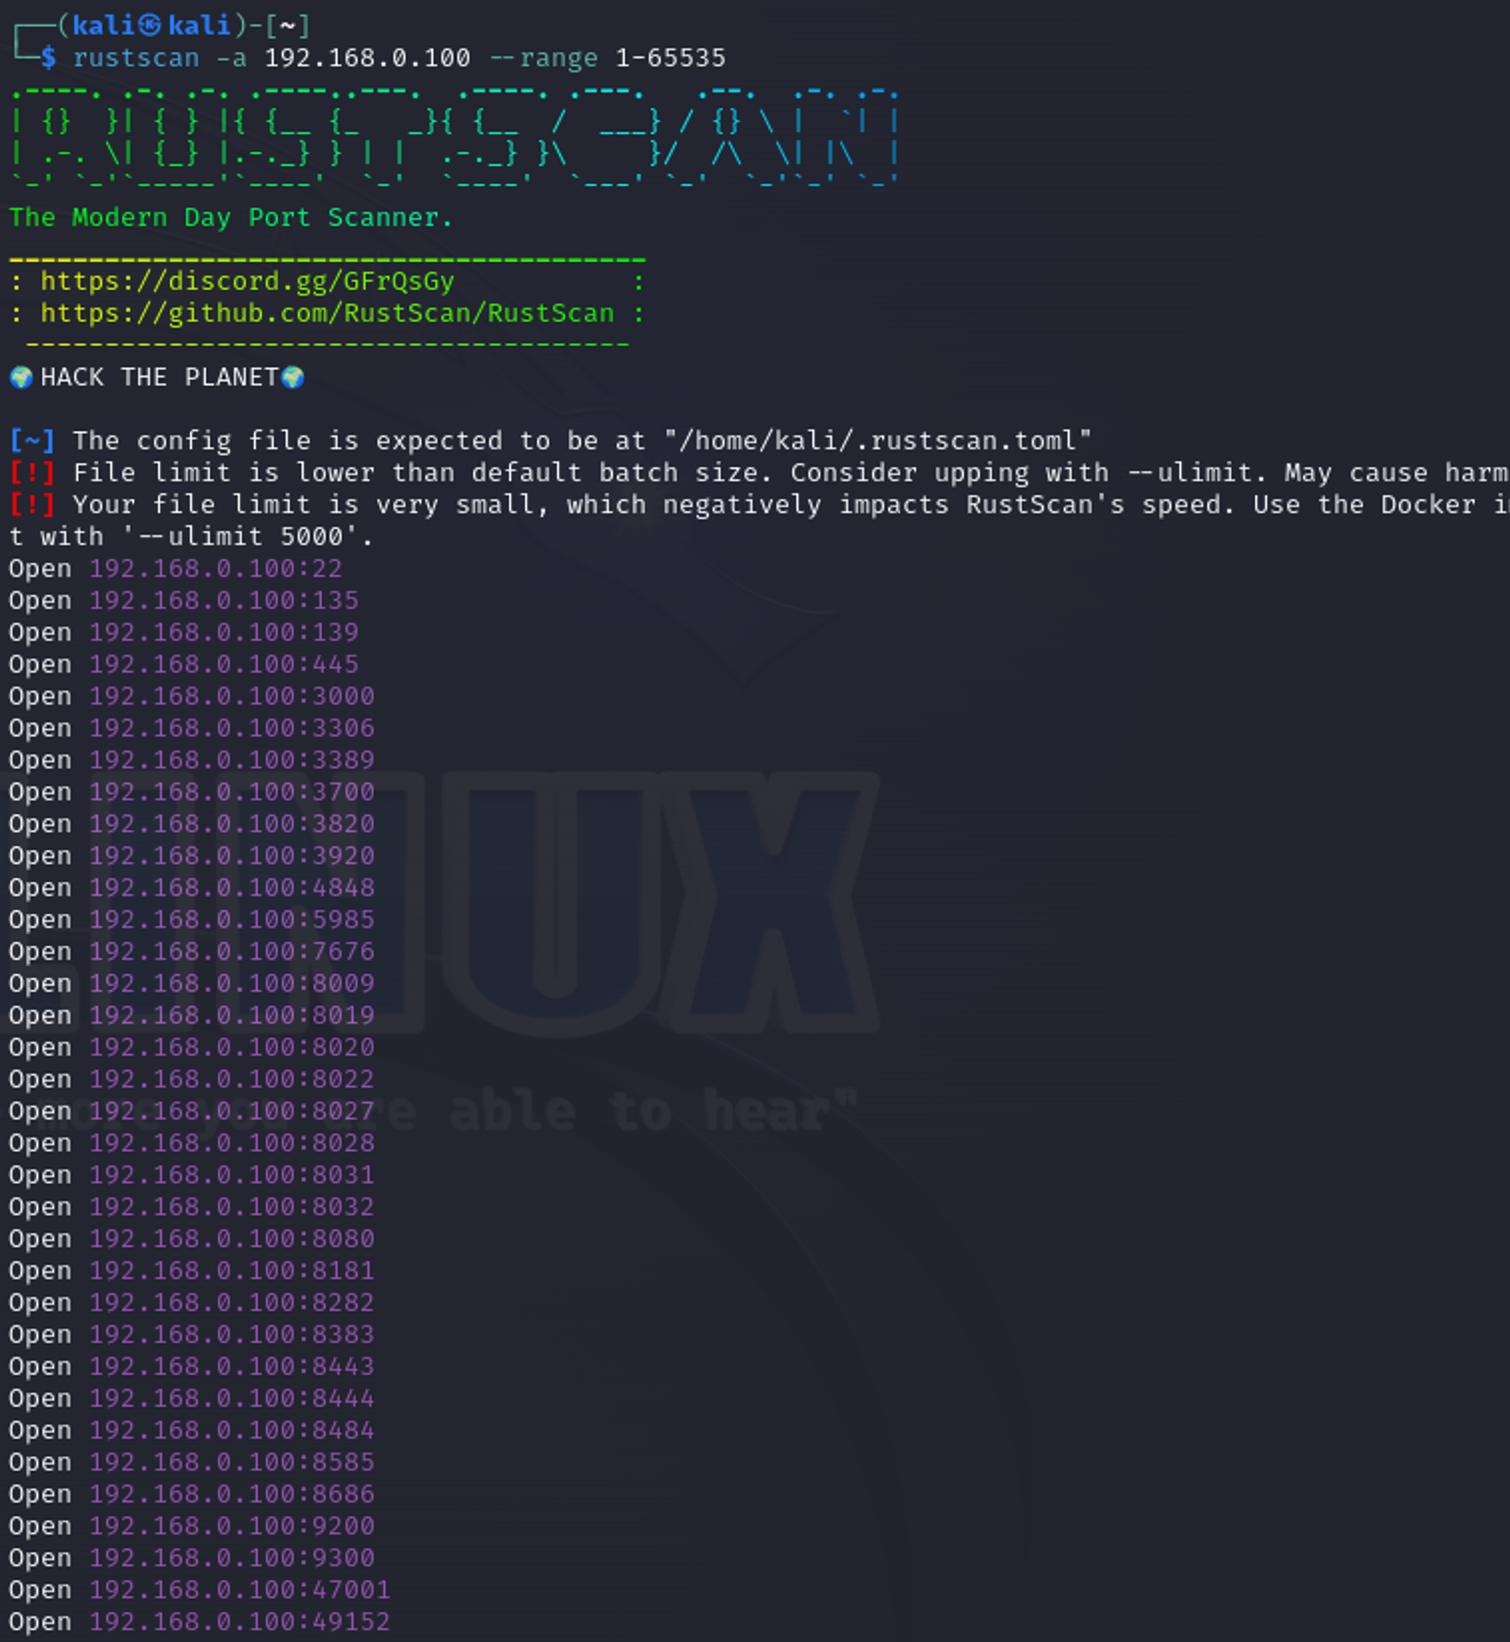 ┌──(kali㉿kali)-[~]
└─$ rustscan -a 192.168.0.100 --range 1-65535
.----. .-. .-. .----..---.  .----. .---.   .--.  .-. .-.
| {}  }| { } |{ {__ {_   _}{ {__  /  ___} / {} \ |  `| |
| .-. \| {_} |.-._} } | |  .-._} }\     }/  /\  \| |\  |
`-' `-'`-----'`----'  `-'  `----'  `---' `-'  `-'`-' `-'
The Modern Day Port Scanner.
________________________________________
: https://discord.gg/GFrQsGy           :
: https://github.com/RustScan/RustScan :
 --------------------------------------
🌍HACK THE PLANET🌍
[~] The config file is expected to be at "/home/kali/.rustscan.toml"
[!] File limit is lower than default batch size. Consider upping with --ulimit. May cause harm
[!] Your file limit is very small, which negatively impacts RustScan's speed. Use the Docker i
t with '--ulimit 5000'.
Open 192.168.0.100:22
Open 192.168.0.100:135
Open 192.168.0.100:139
Open 192.168.0.100:445
Open 192.168.0.100:3000
Open 192.168.0.100:3306
Open 192.168.0.100:3389
Open 192.168.0.100:3700
Open 192.168.0.100:3820
Open 192.168.0.100:3920
Open 192.168.0.100:4848
Open 192.168.0.100:5985
Open 192.168.0.100:7676
Open 192.168.0.100:8009
Open 192.168.0.100:8019
Open 192.168.0.100:8020
Open 192.168.0.100:8022
Open 192.168.0.100:8027
Open 192.168.0.100:8028
Open 192.168.0.100:8031
Open 192.168.0.100:8032
Open 192.168.0.100:8080
Open 192.168.0.100:8181
Open 192.168.0.100:8282
Open 192.168.0.100:8383
Open 192.168.0.100:8443
Open 192.168.0.100:8444
Open 192.168.0.100:8484
Open 192.168.0.100:8585
Open 192.168.0.100:8686
Open 192.168.0.100:9200
Open 192.168.0.100:9300
Open 192.168.0.100:47001
Open 192.168.0.100:49152
NUX
more you are able to hear"